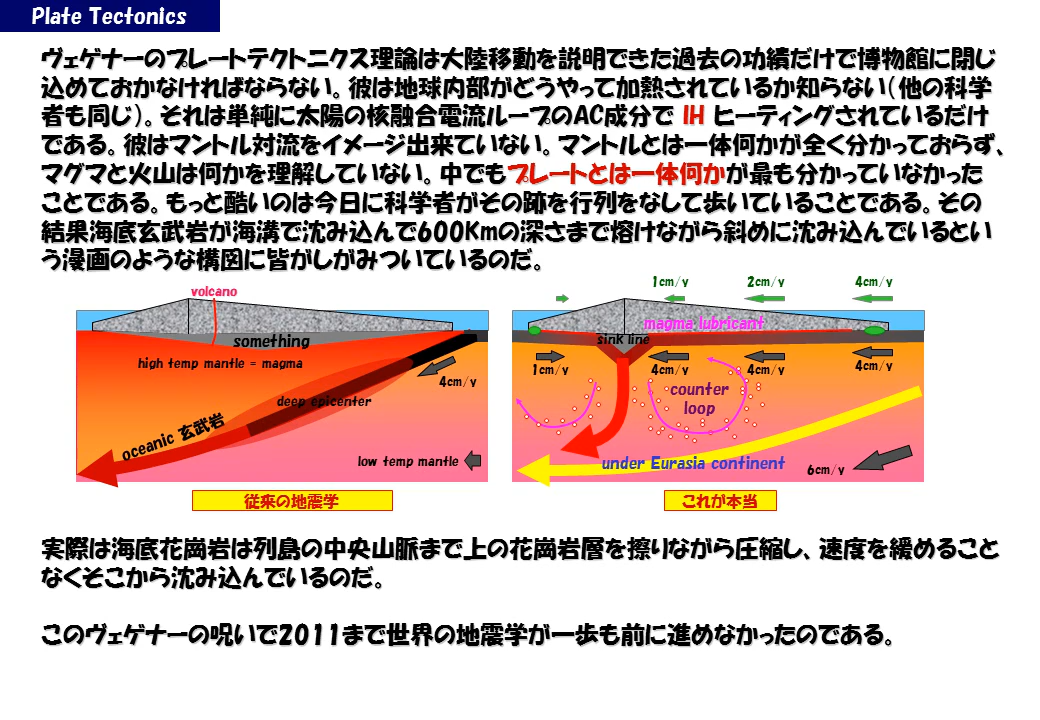 Plate Tectonics
ヴェゲナーのプレートテクトニクス理論は大陸移動を説明できた過去の功績だけで博物館に閉じ
込めておかなければならない。彼は地球内部がどうやって加熱されているか知らない(他の科学
者も同じ)。それは単純に太陽の核融合電流ループのAC成分で IH ヒーティングされているだけ
である。彼はマントル対流をイメージ出来ていない。マントルとは一体何かが全く分かっておらず、
マグマと火山は何かを理解していない。中でもプレートとは一体何かが最も分かっていなかった
ことである。もっと酷いのは今日に科学者がその跡を行列をなして歩いていることである。その
結果海底玄武岩が海溝で沈み込んで600Kmの深さまで熔けながら斜めに沈み込んでいるとい
う漫画のような構図に皆がしがみついているのだ。
volcano
something
high temp mantle = magma
4cm/y
deep epicenter
oceanic 玄武岩
low temp mantle
従来の地震学
1cm/y
2cm/y
4cm/y
magma lubricant
sink line
1cm/y
4cm/y
4cm/y
4cm/y
counter
loop
under Eurasia continent
6cm/y
これが本当
実際は海底花崗岩は列島の中央山脈まで上の花崗岩層を擦りながら圧縮し、速度を緩めること
なくそこから沈み込んでいるのだ。
このヴェゲナーの呪いで2011まで世界の地震学が一歩も前に進めなかったのである。